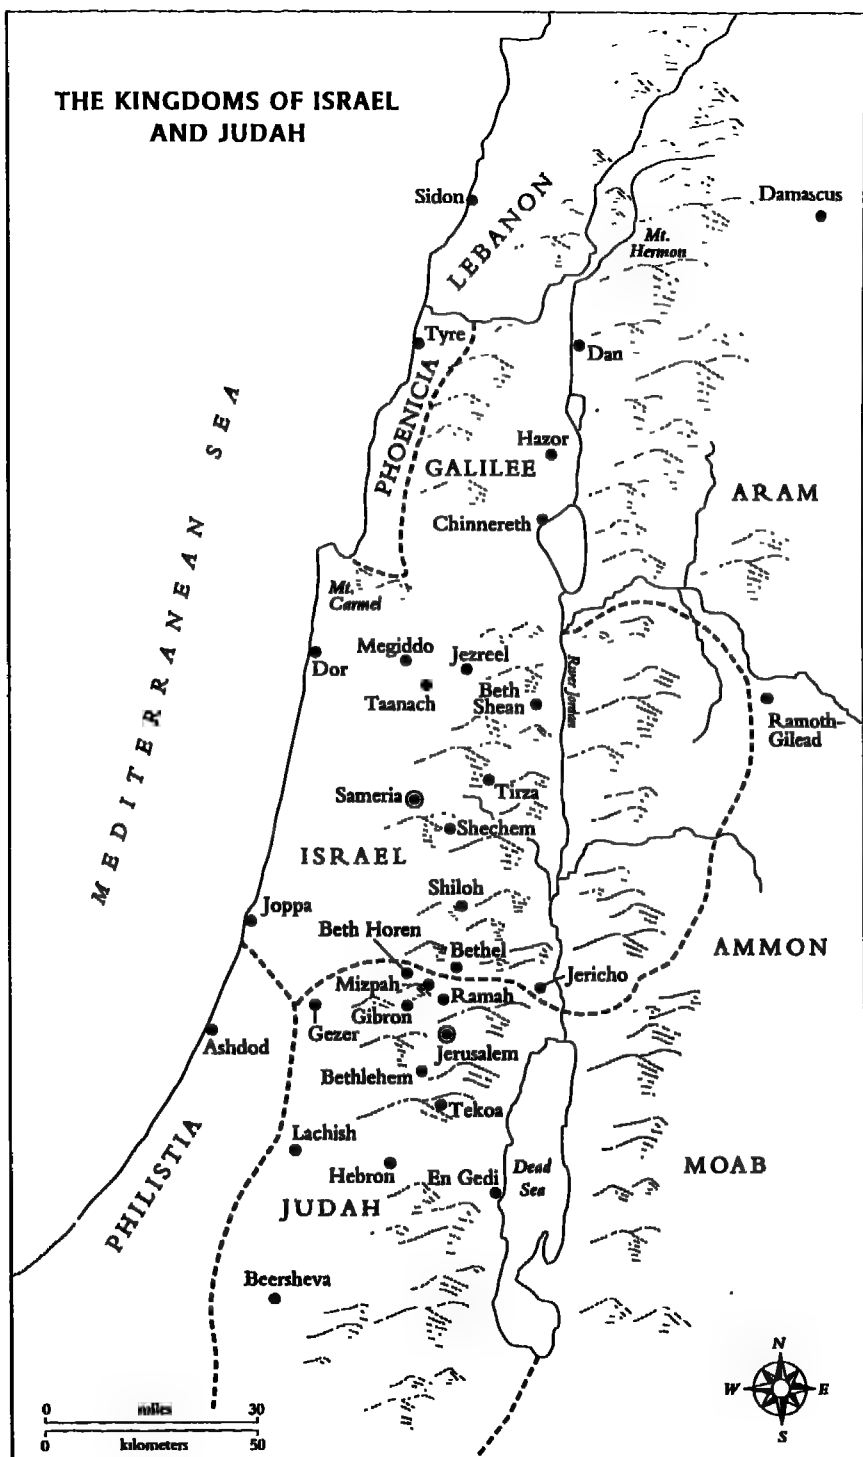 THE KINGDOMS OF ISRAEL
AND JUDAH
Sidon
LEBANON
Damascus
Mt.
Hermon
Tyre
Dan
PHOENICIA
Hazor
GALILEE
ARAM
Chinnereth
MEDITERRANEAN SEA
Mt.
Carmel
Dor
Megiddo
Jezreel
Taanach
Beth
Shean
River Jordan
Ramoth-
Gilead
Sameria
Tirza
Shechem
ISRAEL
Shiloh
Joppa
Beth Horen
Bethel
AMMON
Mizpah
Jericho
Ramah
Gezer
Gibron
Ashdod
Jerusalem
Bethlehem
Tekoa
Lachish
PHILISTIA
Hebron
En Gedi
Dead
Sea
MOAB
JUDAH
Beersheva
N
W
E
S
0
miles
30
0
kilometers
50